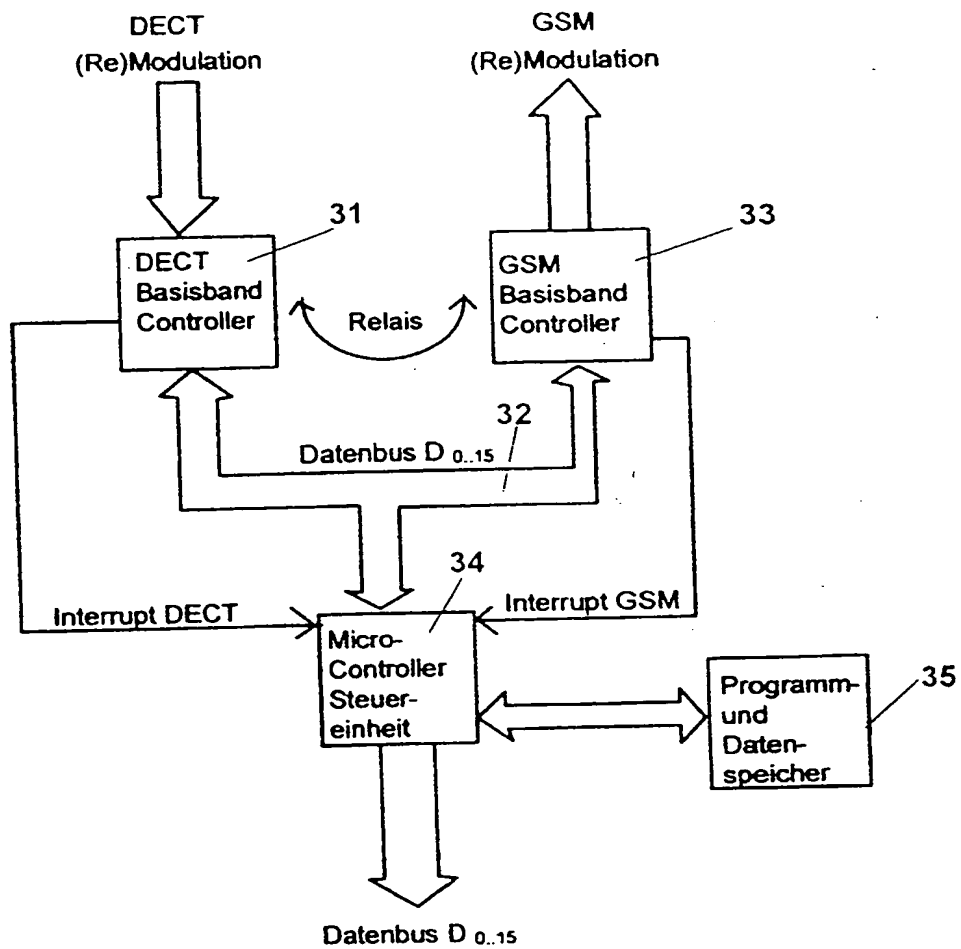 DECT
(Re)Modulation
GSM
(Re)Modulation
31
33
DECT
Basisband
Controller
GSM
Basisband
Controller
Relais
32
Datenbus D 0..15
34
Interrupt DECT
Interrupt GSM
Micro-
Controller
Steuer-
einheit
35
Programm-
und
Daten-
speicher
Datenbus D 0..15